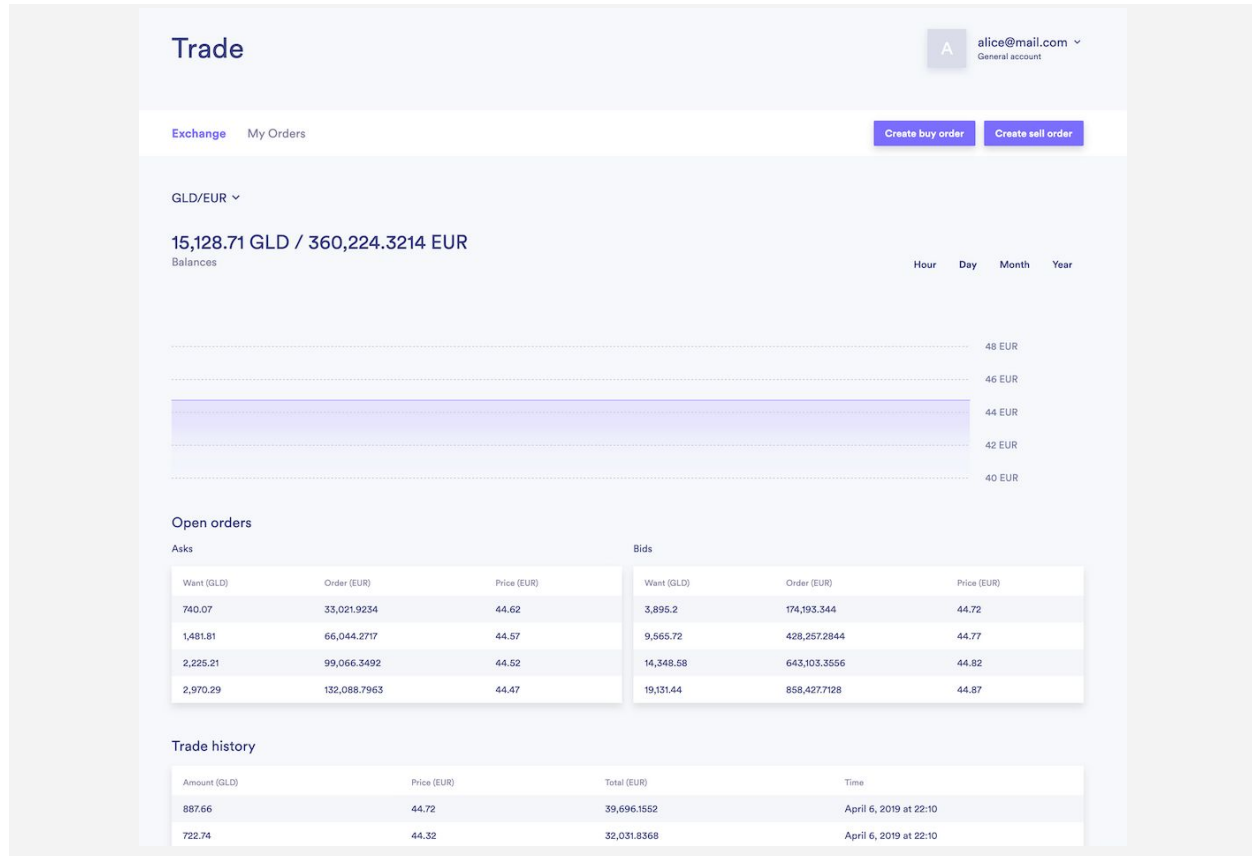 Trade
A
alice@mail.com
General account
Exchange My Orders Create buy order Create sell order
GLD/EUR
15,128.71 GLD / 360,224.3214 EUR
Balances
Hour Day Month Year
48 EUR
46 EUR
44 EUR
42 EUR
40 EUR
Open orders
Asks
Want (GLD) Order (EUR) Price (EUR)
740.07 33,021.9234 44.62
1,481.81 66,044.2717 44.57
2,225.21 99,066.3492 44.52
2,970.29 132,088.7963 44.47
Bids
Want (GLD) Order (EUR) Price (EUR)
3,895.2 174,193.344 44.72
9,565.72 428,257.2844 44.77
14,348.58 643,103.3556 44.82
19,131.44 858,427.7128 44.87
Trade history
Amount (GLD) Price (EUR) Total (EUR) Time
887.66 44.72 39,696.1552 April 6, 2019 at 22:10
722.74 44.32 32,031.8368 April 6, 2019 at 22:10